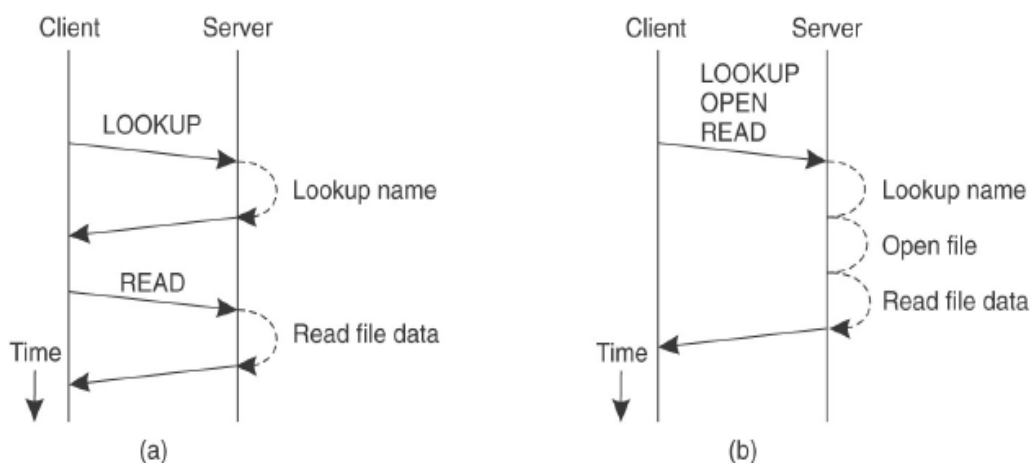 Client
Server
LOOKUP
Lookup name
READ
Read file data
Time
(a)
Client
Server
LOOKUP
OPEN
READ
Lookup name
Open file
Read file data
Time
(b)